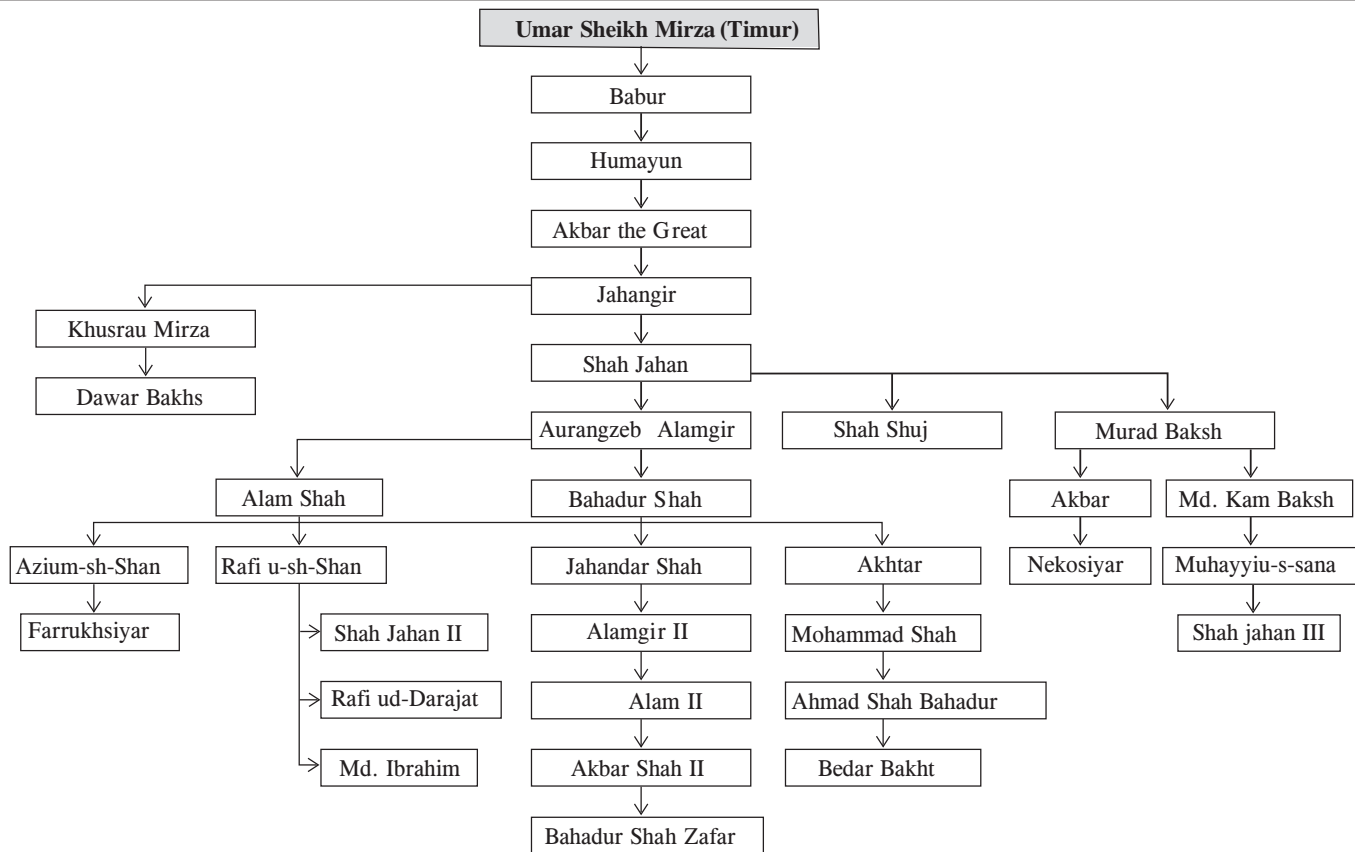 Umar Sheikh Mirza (Timur)
Babur
Humayun
Akbar the Great
Jahangir
Khusrau Mirza
Shah Jahan
Dawar Bakhs
Aurangzeb Alamgir
Shah Shuj
Murad Baksh
Alam Shah
Bahadur Shah
Akbar
Md. Kam Baksh
Azium-sh-Shan
Rafi u-sh-Shan
Jahandar Shah
Akhtar
Nekosiyar
Muhayyiu-s-sana
Farrukhsiyar
Shah Jahan II
Alamgir II
Mohammad Shah
Shah jahan III
Rafi ud-Darajat
Alam II
Ahmad Shah Bahadur
Md. Ibrahim
Akbar Shah II
Bedar Bakht
Bahadur Shah Zafar